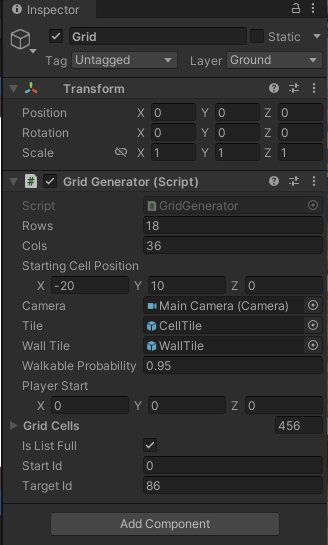 Inspector
Grid Static
Tag Untagged Layer Ground
Transform
Position X 0 Y 0 Z 0
Rotation X 0 Y 0 Z 0
Scale X 1 Y 1 Z 1
# Grid Generator (Script)
Script # GridGenerator
Rows 18
Cols 36
Starting Cell Position
X -20 Y 10 Z 0
Camera Main Camera (Camera)
Tile CellTile
Wall Tile WallTile
Walkable Probability 0.95
Player Start
X 0 Y 0 Z 0
Grid Cells 456
Is List Full
Start Id 0
Target Id 86
Add Component